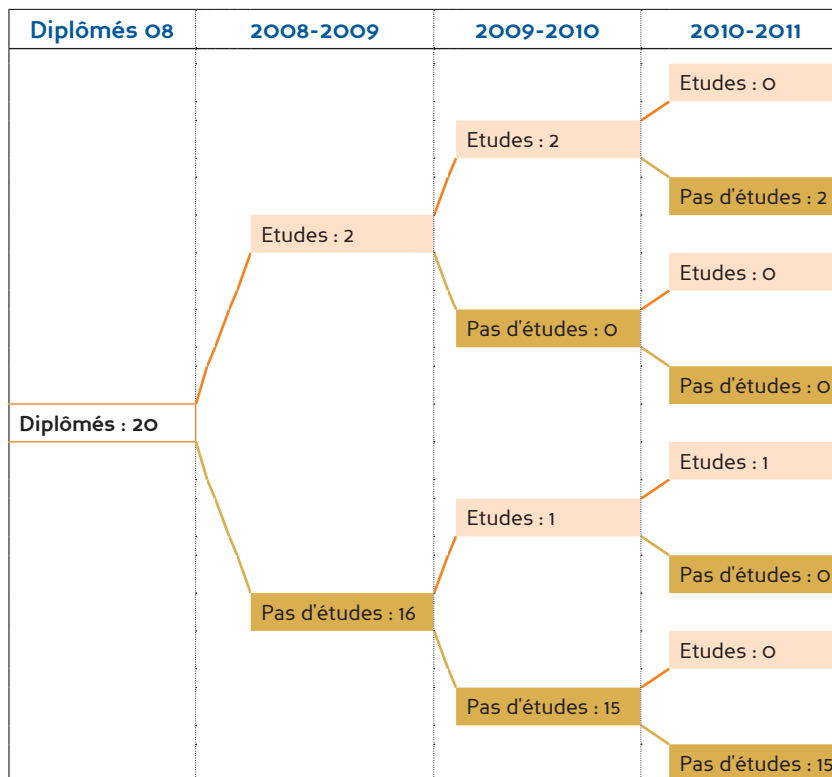 Diplômés 08
2008-2009
2009-2010
2010-2011
Etudes : 0
Etudes : 2
Pas d'études : 2
Etudes : 2
Etudes : 0
Pas d'études : 0
Pas d'études : 0
Diplômés : 20
Etudes : 1
Etudes : 1
Pas d'études : 0
Pas d'études : 16
Etudes : 0
Pas d'études : 15
Pas d'études : 15